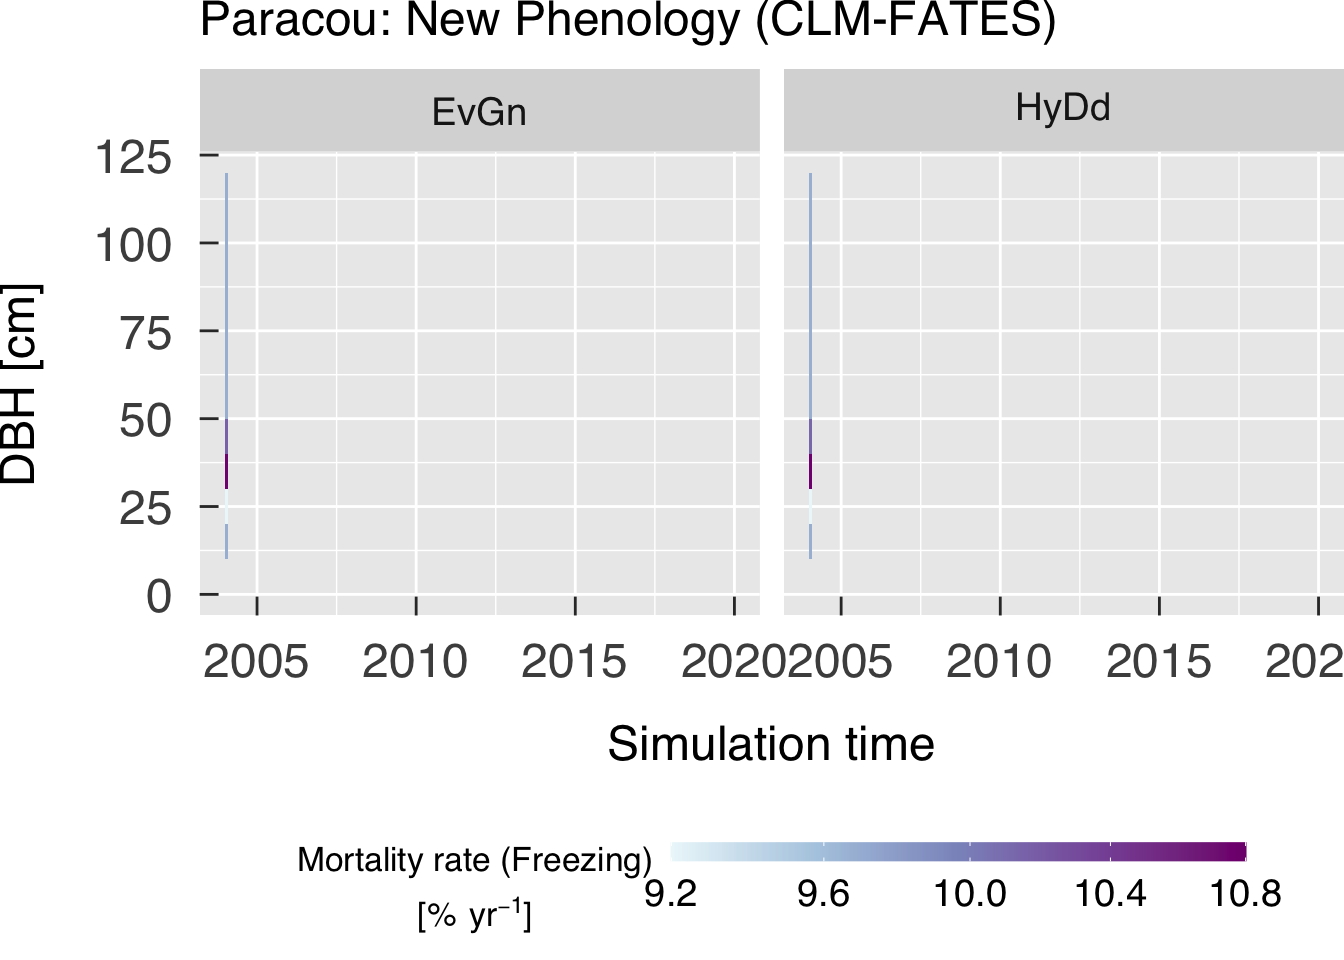 Paracou: New Phenology (CLM-FATES)
EvGn HyDd
125
100
75
50
25
0
DBH [cm]
2005 2010 2015 2020 2005 2010 2015 202
Simulation time
Mortality rate (Freezing)
[% yr⁻¹]
9.2 9.6 10.0 10.4 10.8